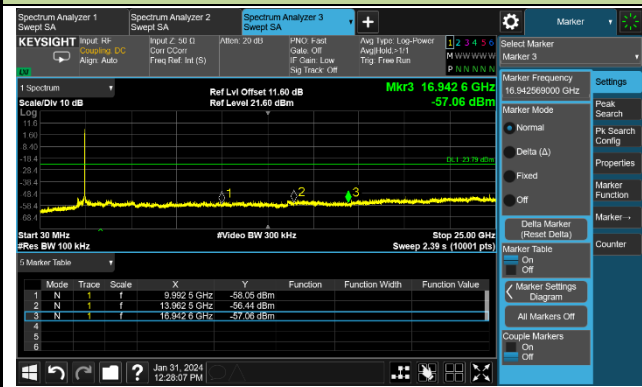 Spectrum Analyzer 1
Swept SA
Spectrum Analyzer 2
Swept SA
Spectrum Analyzer 3
Swept SA
Marker
KEYSIGHT
Input: RF
Coupling: DC
Align: Auto
Input Z: 50 Ω
Corr CCorr
Freq Ref: Int (S)
Atten: 20 dB
PNO: Fast
Gate: Off
IF Gain: Low
Sig Track: Off
Avg Type: Log-Power
Avg|Hold:>1/1
Trig: Free Run
1 2 3 4 5 6
M W W W W W
P N N N N N
Select Marker
Marker 3
1 Spectrum
Scale/Div 10 dB
Log
Ref Lvl Offset 11.60 dB
Ref Level 21.60 dBm
Mkr3 16.942 6 GHz
-57.06 dBm
11.6
1.60
-8.40
-18.4
-28.4
-38.4
-48.4
-58.4
-68.4
1
2
3
Start 30 MHz
#Res BW 100 kHz
#Video BW 300 kHz
Stop 25.00 GHz
Sweep 2.39 s (10001 pts)
5 Marker Table
Mode Trace Scale X Y Function Function Width Function Value
1 N 1 f 9.992 5 GHz -58.05 dBm
2 N 1 f 13.962 5 GHz -56.44 dBm
3 N 1 f 16.942 6 GHz -57.06 dBm
4
5
6
Marker Frequency
16.942569000 GHz
Marker Mode
Normal
Delta (Δ)
Fixed
Off
Delta Marker
(Reset Delta)
Marker Table
On
Off
Marker Settings
Diagram
All Markers Off
Couple Markers
On
Off
Settings
Peak
Search
Pk Search
Config
Properties
Marker
Function
Marker→
Counter
Jan 31, 2024
12:28:07 PM